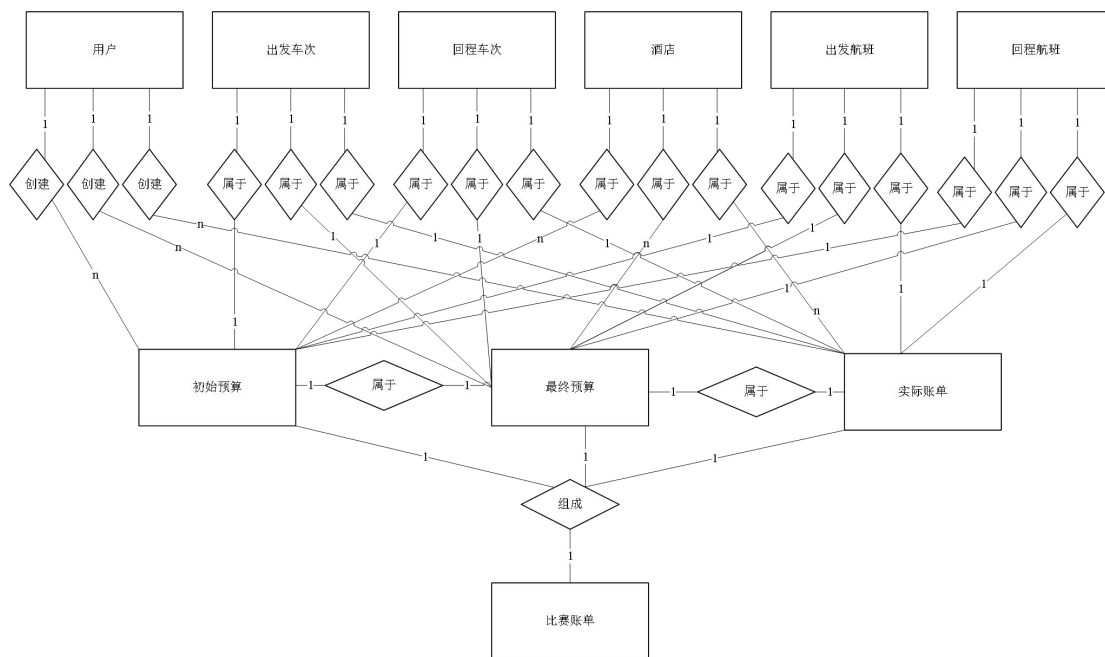 用户 出发车次 回程车次 酒店 出发航班 回程航班
1 1 1 1 1 1 1 1 1 1 1 1 1 1 1 1 1 1
创建 创建 创建 属于 属于 属于 属于 属于 属于 属于 属于 属于 属于 属于 属于 属于 属于 属于
n n 1 1 1 1 1 n n 1 1 1 1
n 1 1 1 1 n
初始预算 1 属于 1 最终预算 1 属于 1 实际账单
1 1 1
组成
1
比赛账单